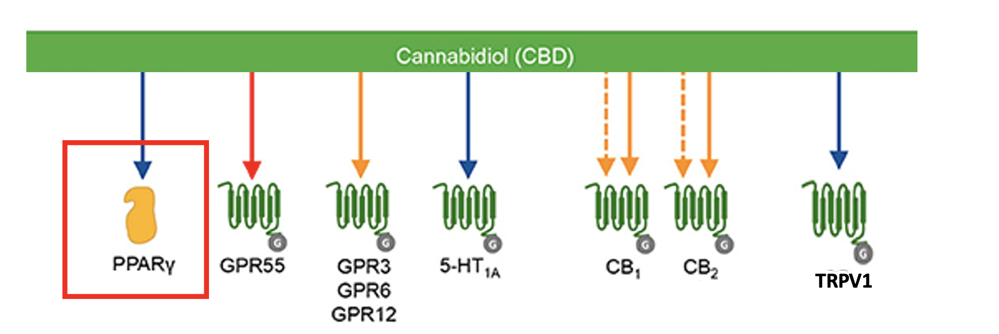 Cannabidiol (CBD)
G
G
G
G
G
G
PPARγ
GPR55
GPR3
GPR6
GPR12
5-HT1A
CB1
CB2
TRPV1